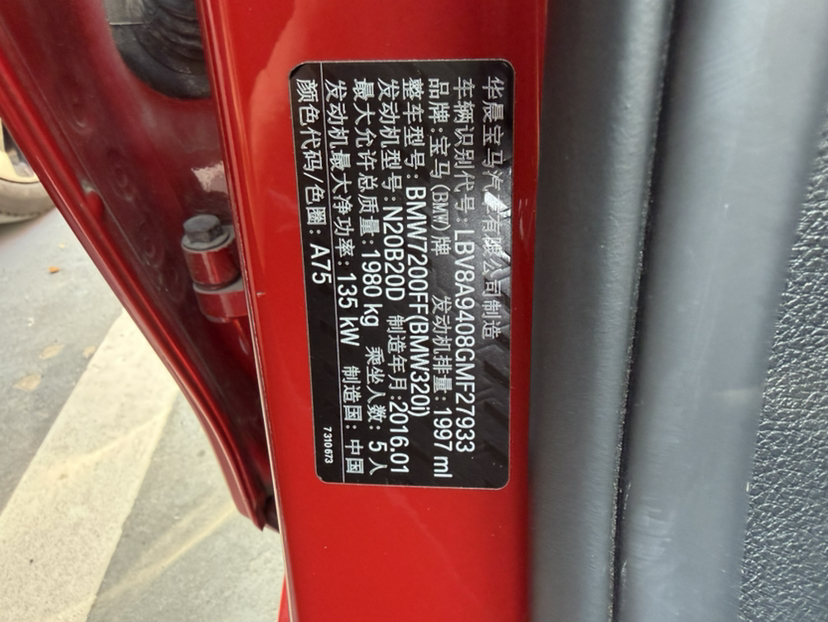 华晨宝马汽车有限公司制造
车辆识别代号:LBV8A9408GMF27933
品牌:宝马(BMW)牌 发动机排量:1997 ml
整车型号:BMW7200FF(BMW320i)
发动机型号:N20B20D 制造年月:2016.01
最大允许总质量:1980 kg 乘坐人数:5人
发动机最大净功率:135 kW 制造国:中国
颜色代码/色圈:A75
7 310 673